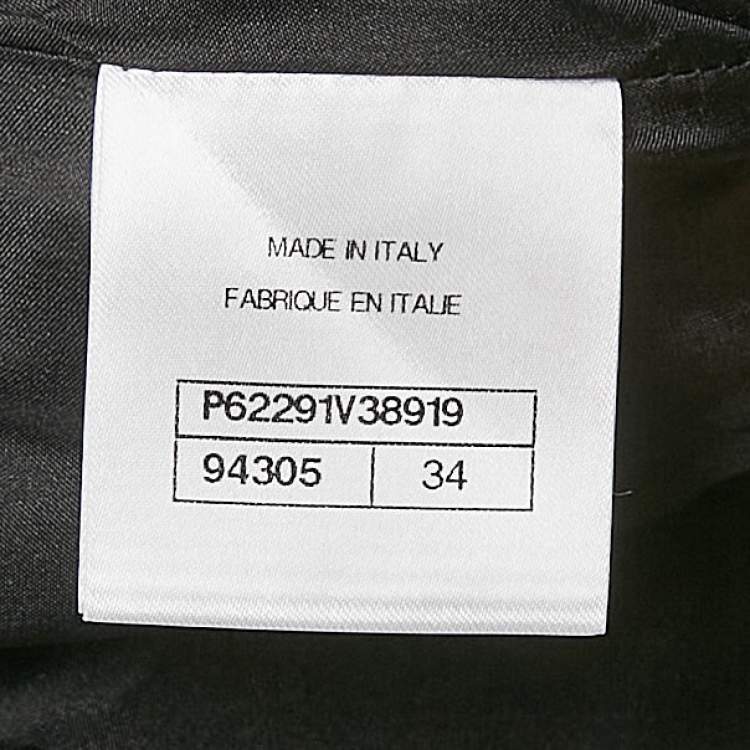 MADE IN ITALY
FABRIQUE EN ITALIE
P62291V38919
94305 34